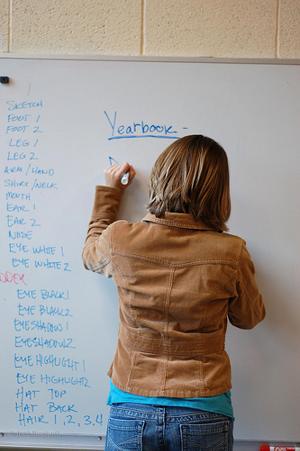 SKETCH
FOOT 1
FOOT 2
LEG 1
LEG 2
ARM/HAND
SHIRT/NECK
MOUTH
EAR 1
EAR 2
NOSE
EYE WHITE 1
EYE WHITE 2
EYE BLACK 1
EYE BLACK 2
EYESHADOW 1
EYESHADOW 2
EYE HIGHLIGHT 1
EYE HIGHLIGHT 2
HAT TOP
HAT BACK
HAIR 1, 2, 3, 4
Yearbook -